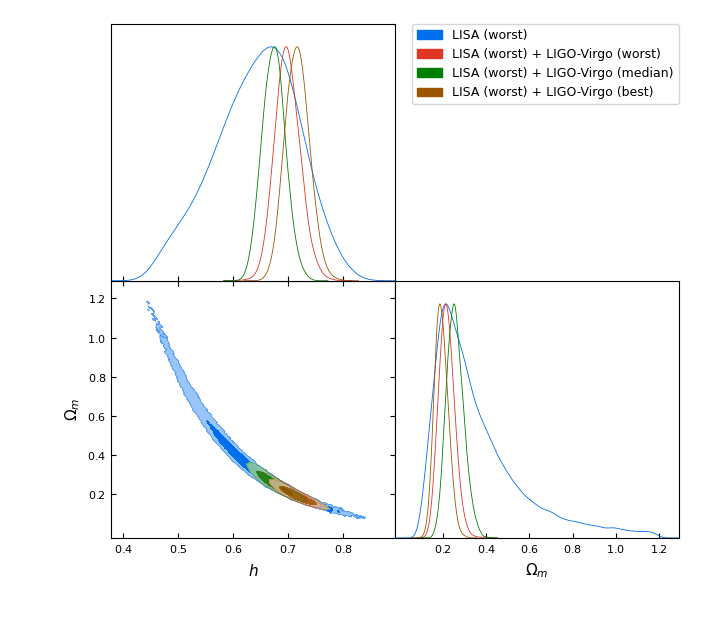 LISA (worst)
LISA (worst) + LIGO-Virgo (worst)
LISA (worst) + LIGO-Virgo (median)
LISA (worst) + LIGO-Virgo (best)
1.2
1.0
0.8
0.6
0.4
0.2
Ωm
0.4 0.5 0.6 0.7 0.8
h
0.2 0.4 0.6 0.8 1.0 1.2
Ωm